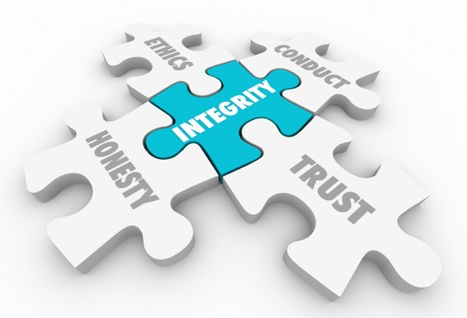 ETHICS
CONDUCT
INTEGRITY
HONESTY
TRUST